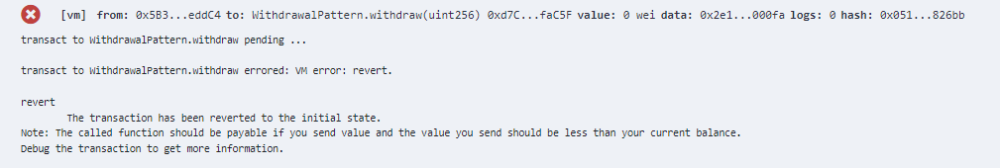 [vm] from: 0x5B3...eddC4 to: WithdrawalPattern.withdraw(uint256) 0xd7C...faC5F value: 0 wei data: 0x2e1...000fa logs: 0 hash: 0x051...826bb
transact to WithdrawalPattern.withdraw pending ...
transact to WithdrawalPattern.withdraw errored: VM error: revert.
revert
The transaction has been reverted to the initial state.
Note: The called function should be payable if you send value and the value you send should be less than your current balance.
Debug the transaction to get more information.